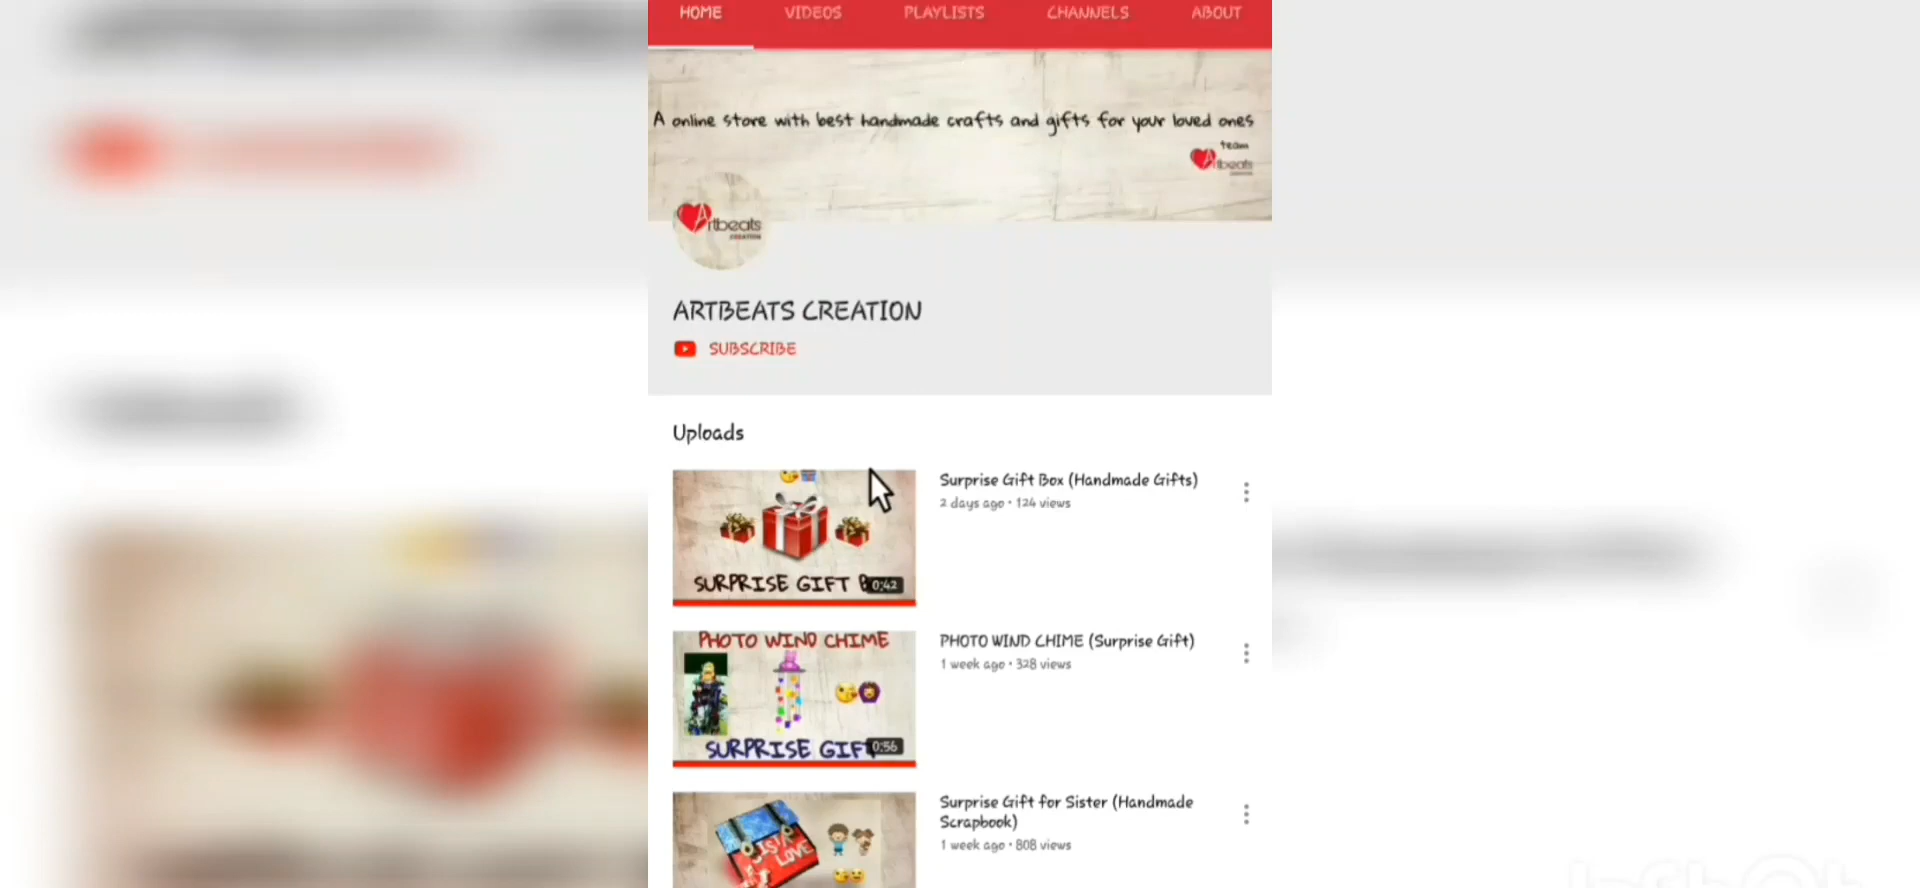 HOME VIDEOS PLAYLISTS CHANNELS ABOUT
A online store with best handmade crafts and gifts for your loved ones
team
Artbeats
CREATION
Artbeats
CREATION
ARTBEATS CREATION
SUBSCRIBE
Uploads
SURPRISE GIFT
0:42
Surprise Gift Box (Handmade Gifts)
2 days ago • 124 views
PHOTO WIND CHIME
SURPRISE GIFT
0:56
PHOTO WIND CHIME (Surprise Gift)
1 week ago • 328 views
LOVE
Surprise Gift for Sister (Handmade
Scrapbook)
1 week ago • 808 views